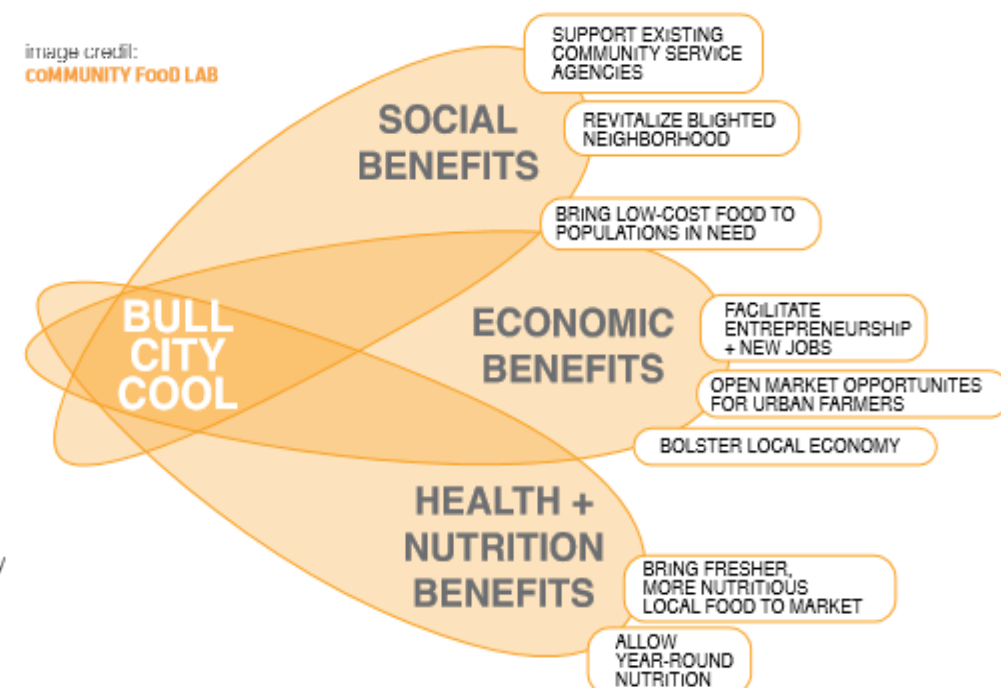 image credit:
COMMUNITY FOOD LAB
SOCIAL
BENEFITS
SUPPORT EXISTING
COMMUNITY SERVICE
AGENCIES
REVITALIZE BLIGHTED
NEIGHBORHOOD
BRING LOW-COST FOOD TO
POPULATIONS IN NEED
BULL
CITY
COOL
ECONOMIC
BENEFITS
FACILITATE
ENTREPRENEURSHIP
+ NEW JOBS
OPEN MARKET OPPORTUNITES
FOR URBAN FARMERS
BOLSTER LOCAL ECONOMY
HEALTH +
NUTRITION
BENEFITS
BRING FRESHER,
MORE NUTRITIOUS
LOCAL FOOD TO MARKET
ALLOW
YEAR-ROUND
NUTRITION